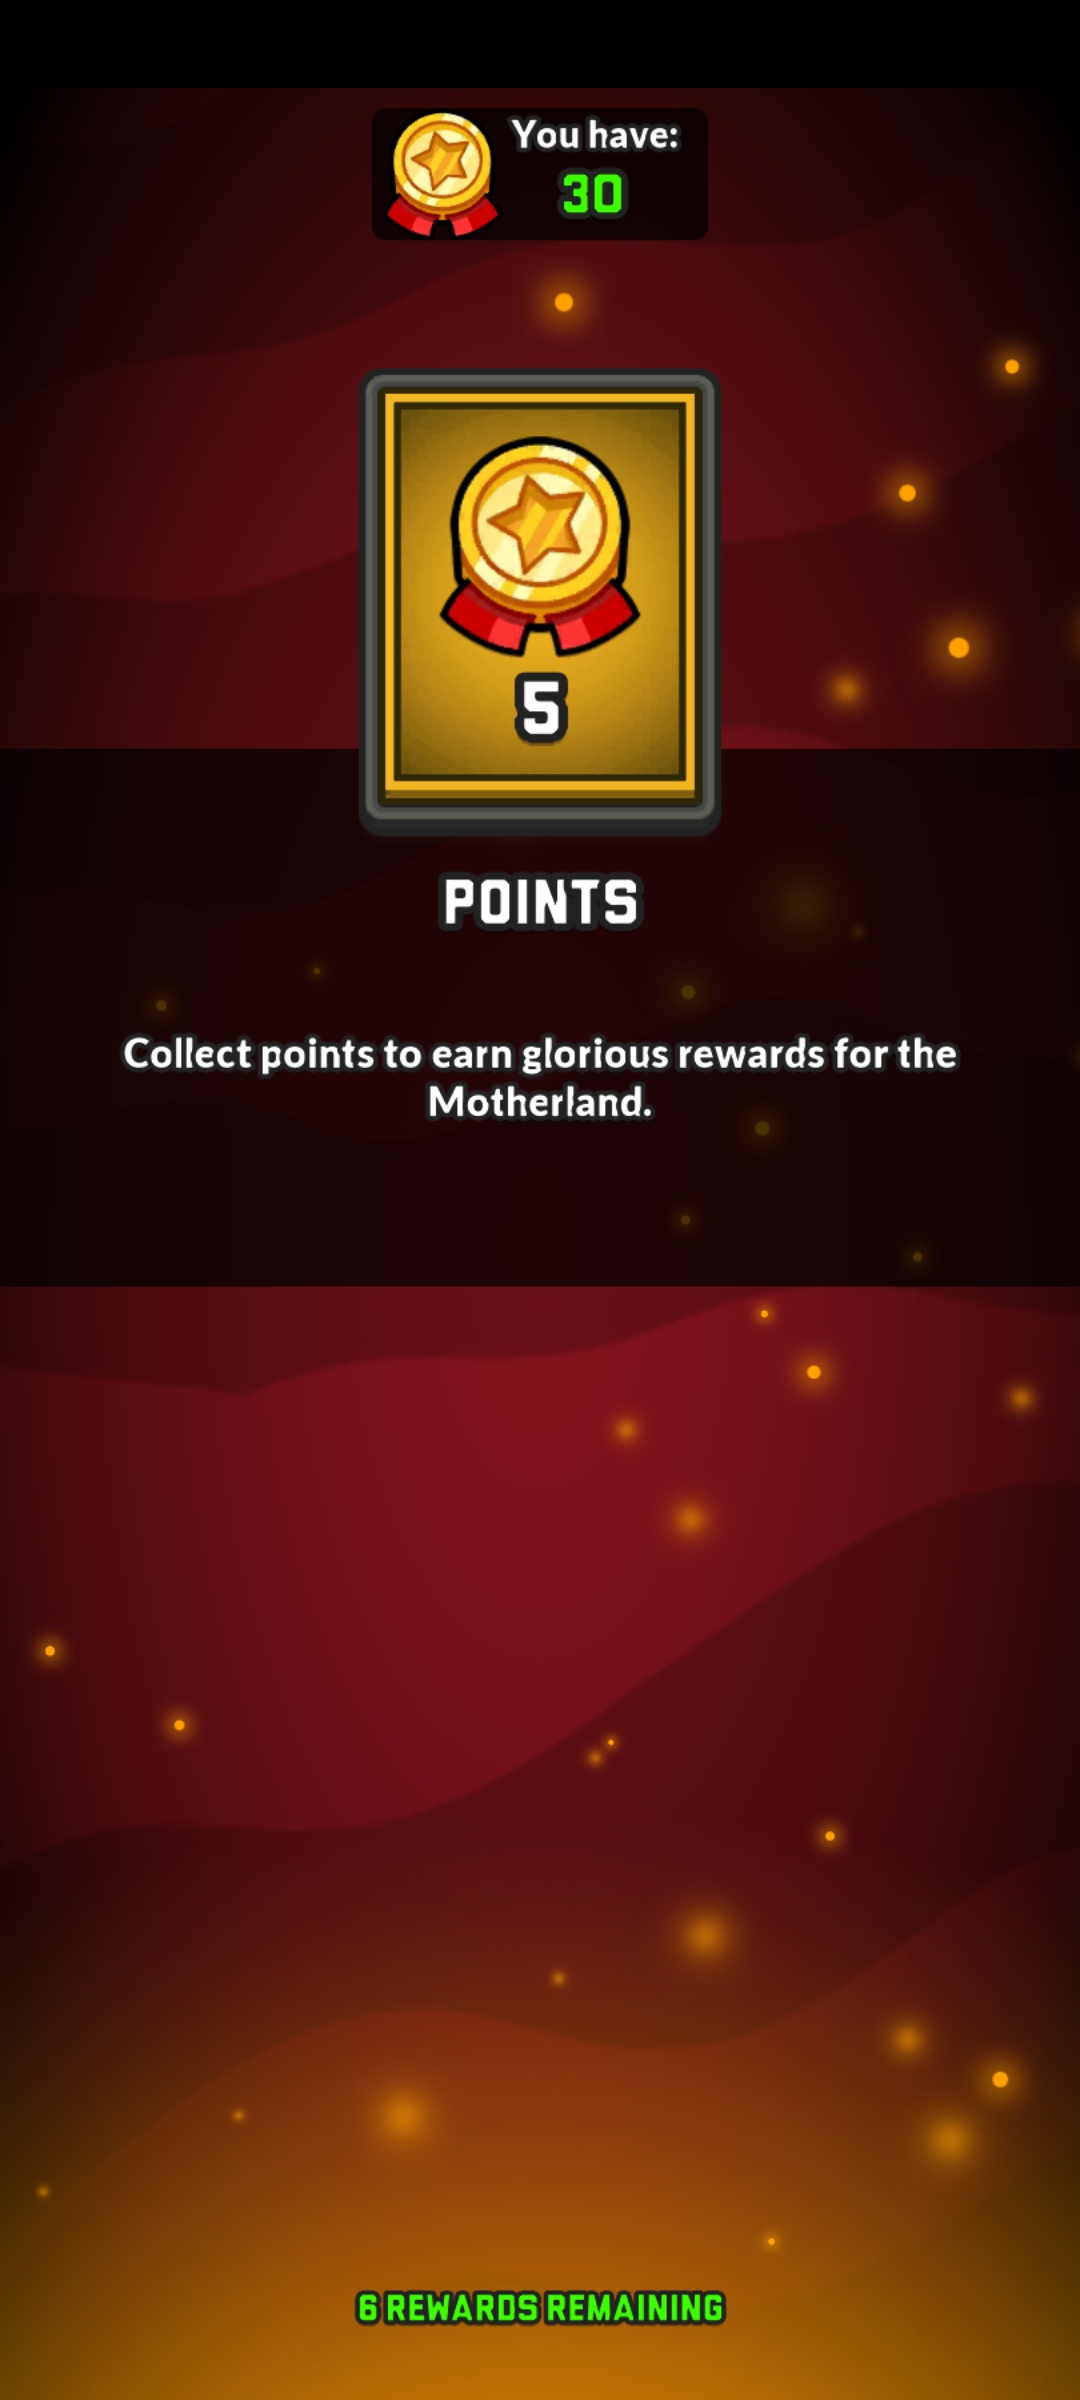 You have:
30
5
POINTS
Collect points to earn glorious rewards for the
Motherland.
6 REWARDS REMAINING